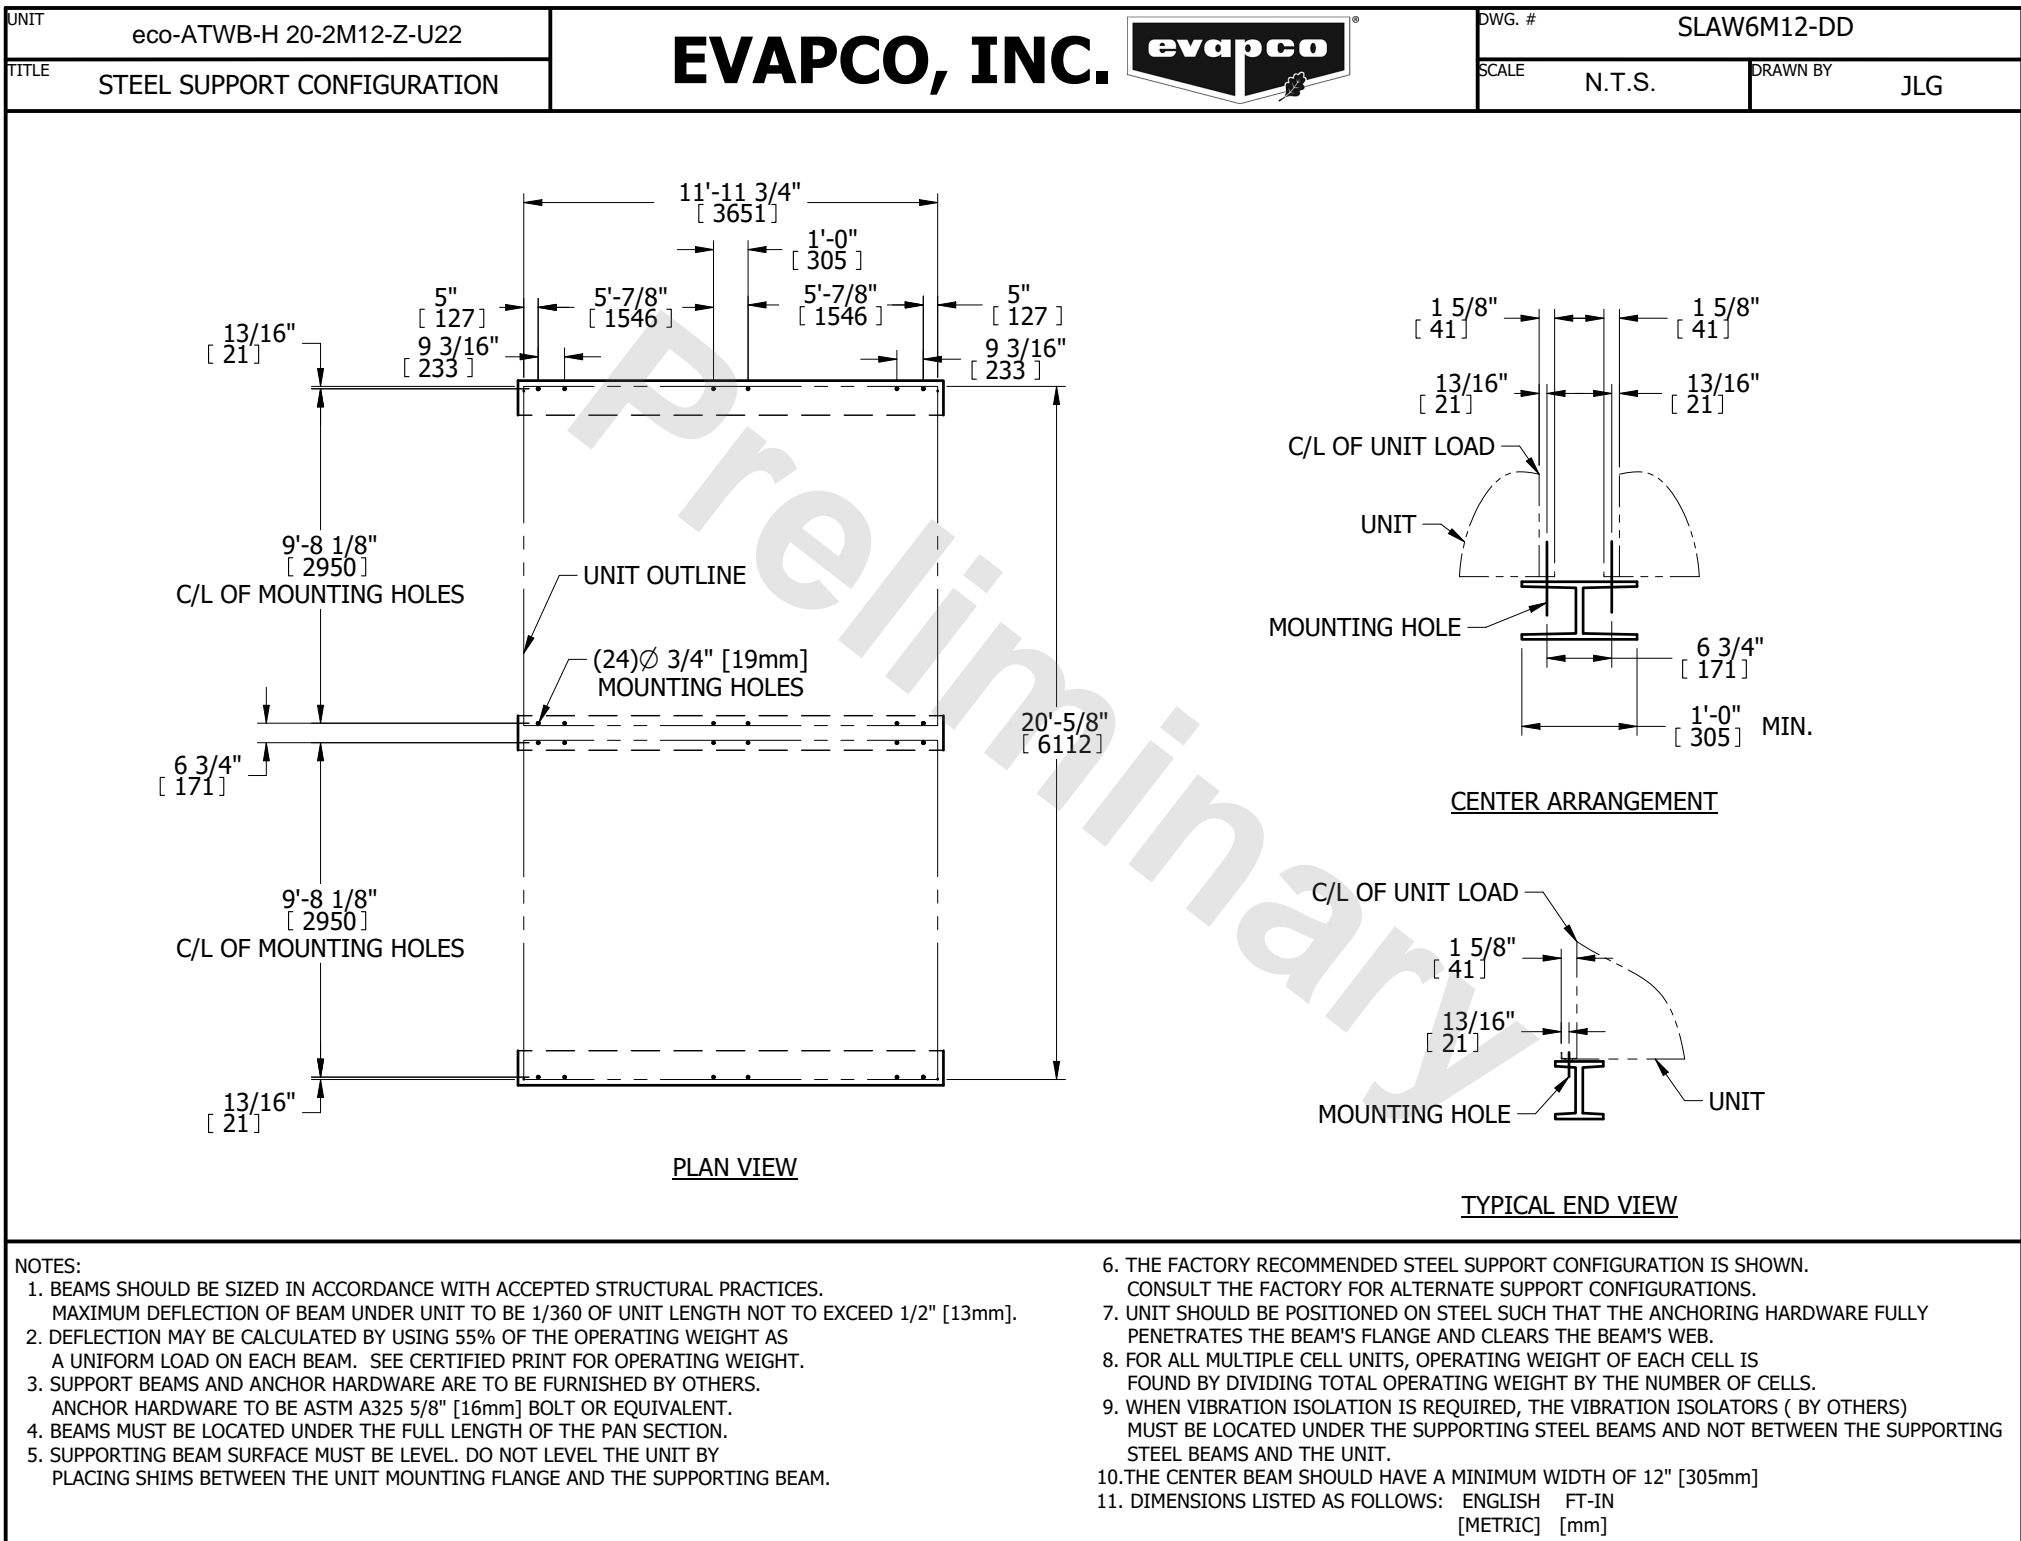 UNIT
eco-ATWB-H 20-2M12-Z-U22
TITLE
STEEL SUPPORT CONFIGURATION
EVAPCO, INC.
evapco
®
DWG. #
SLAW6M12-DD
SCALE
N.T.S.
DRAWN BY
JLG
11'-11 3/4"
[ 3651]
1'-0"
[ 305 ]
5"
[ 127]
5'-7/8"
[ 1546 ]
5'-7/8"
[ 1546 ]
5"
[ 127 ]
13/16"
[ 21]
9 3/16"
[ 233 ]
9 3/16"
[ 233 ]
9'-8 1/8"
[ 2950]
C/L OF MOUNTING HOLES
UNIT OUTLINE
(24)Ø 3/4" [19mm]
MOUNTING HOLES
20'-5/8"
[ 6112]
6 3/4"
[ 171]
9'-8 1/8"
[ 2950]
C/L OF MOUNTING HOLES
13/16"
[ 21]
PLAN VIEW
1 5/8"
[ 41]
1 5/8"
[ 41]
13/16"
[ 21]
13/16"
[ 21]
C/L OF UNIT LOAD
UNIT
MOUNTING HOLE
6 3/4"
[ 171]
1'-0"
[ 305]
MIN.
CENTER ARRANGEMENT
C/L OF UNIT LOAD
1 5/8"
[ 41]
13/16"
[ 21]
MOUNTING HOLE
UNIT
TYPICAL END VIEW
Preliminary
NOTES:
1. BEAMS SHOULD BE SIZED IN ACCORDANCE WITH ACCEPTED STRUCTURAL PRACTICES.
MAXIMUM DEFLECTION OF BEAM UNDER UNIT TO BE 1/360 OF UNIT LENGTH NOT TO EXCEED 1/2" [13mm].
2. DEFLECTION MAY BE CALCULATED BY USING 55% OF THE OPERATING WEIGHT AS
A UNIFORM LOAD ON EACH BEAM. SEE CERTIFIED PRINT FOR OPERATING WEIGHT.
3. SUPPORT BEAMS AND ANCHOR HARDWARE ARE TO BE FURNISHED BY OTHERS.
ANCHOR HARDWARE TO BE ASTM A325 5/8" [16mm] BOLT OR EQUIVALENT.
4. BEAMS MUST BE LOCATED UNDER THE FULL LENGTH OF THE PAN SECTION.
5. SUPPORTING BEAM SURFACE MUST BE LEVEL. DO NOT LEVEL THE UNIT BY
PLACING SHIMS BETWEEN THE UNIT MOUNTING FLANGE AND THE SUPPORTING BEAM.
6. THE FACTORY RECOMMENDED STEEL SUPPORT CONFIGURATION IS SHOWN.
CONSULT THE FACTORY FOR ALTERNATE SUPPORT CONFIGURATIONS.
7. UNIT SHOULD BE POSITIONED ON STEEL SUCH THAT THE ANCHORING HARDWARE FULLY
PENETRATES THE BEAM'S FLANGE AND CLEARS THE BEAM'S WEB.
8. FOR ALL MULTIPLE CELL UNITS, OPERATING WEIGHT OF EACH CELL IS
FOUND BY DIVIDING TOTAL OPERATING WEIGHT BY THE NUMBER OF CELLS.
9. WHEN VIBRATION ISOLATION IS REQUIRED, THE VIBRATION ISOLATORS ( BY OTHERS)
MUST BE LOCATED UNDER THE SUPPORTING STEEL BEAMS AND NOT BETWEEN THE SUPPORTING
STEEL BEAMS AND THE UNIT.
10.THE CENTER BEAM SHOULD HAVE A MINIMUM WIDTH OF 12" [305mm]
11. DIMENSIONS LISTED AS FOLLOWS: ENGLISH FT-IN
[METRIC] [mm]